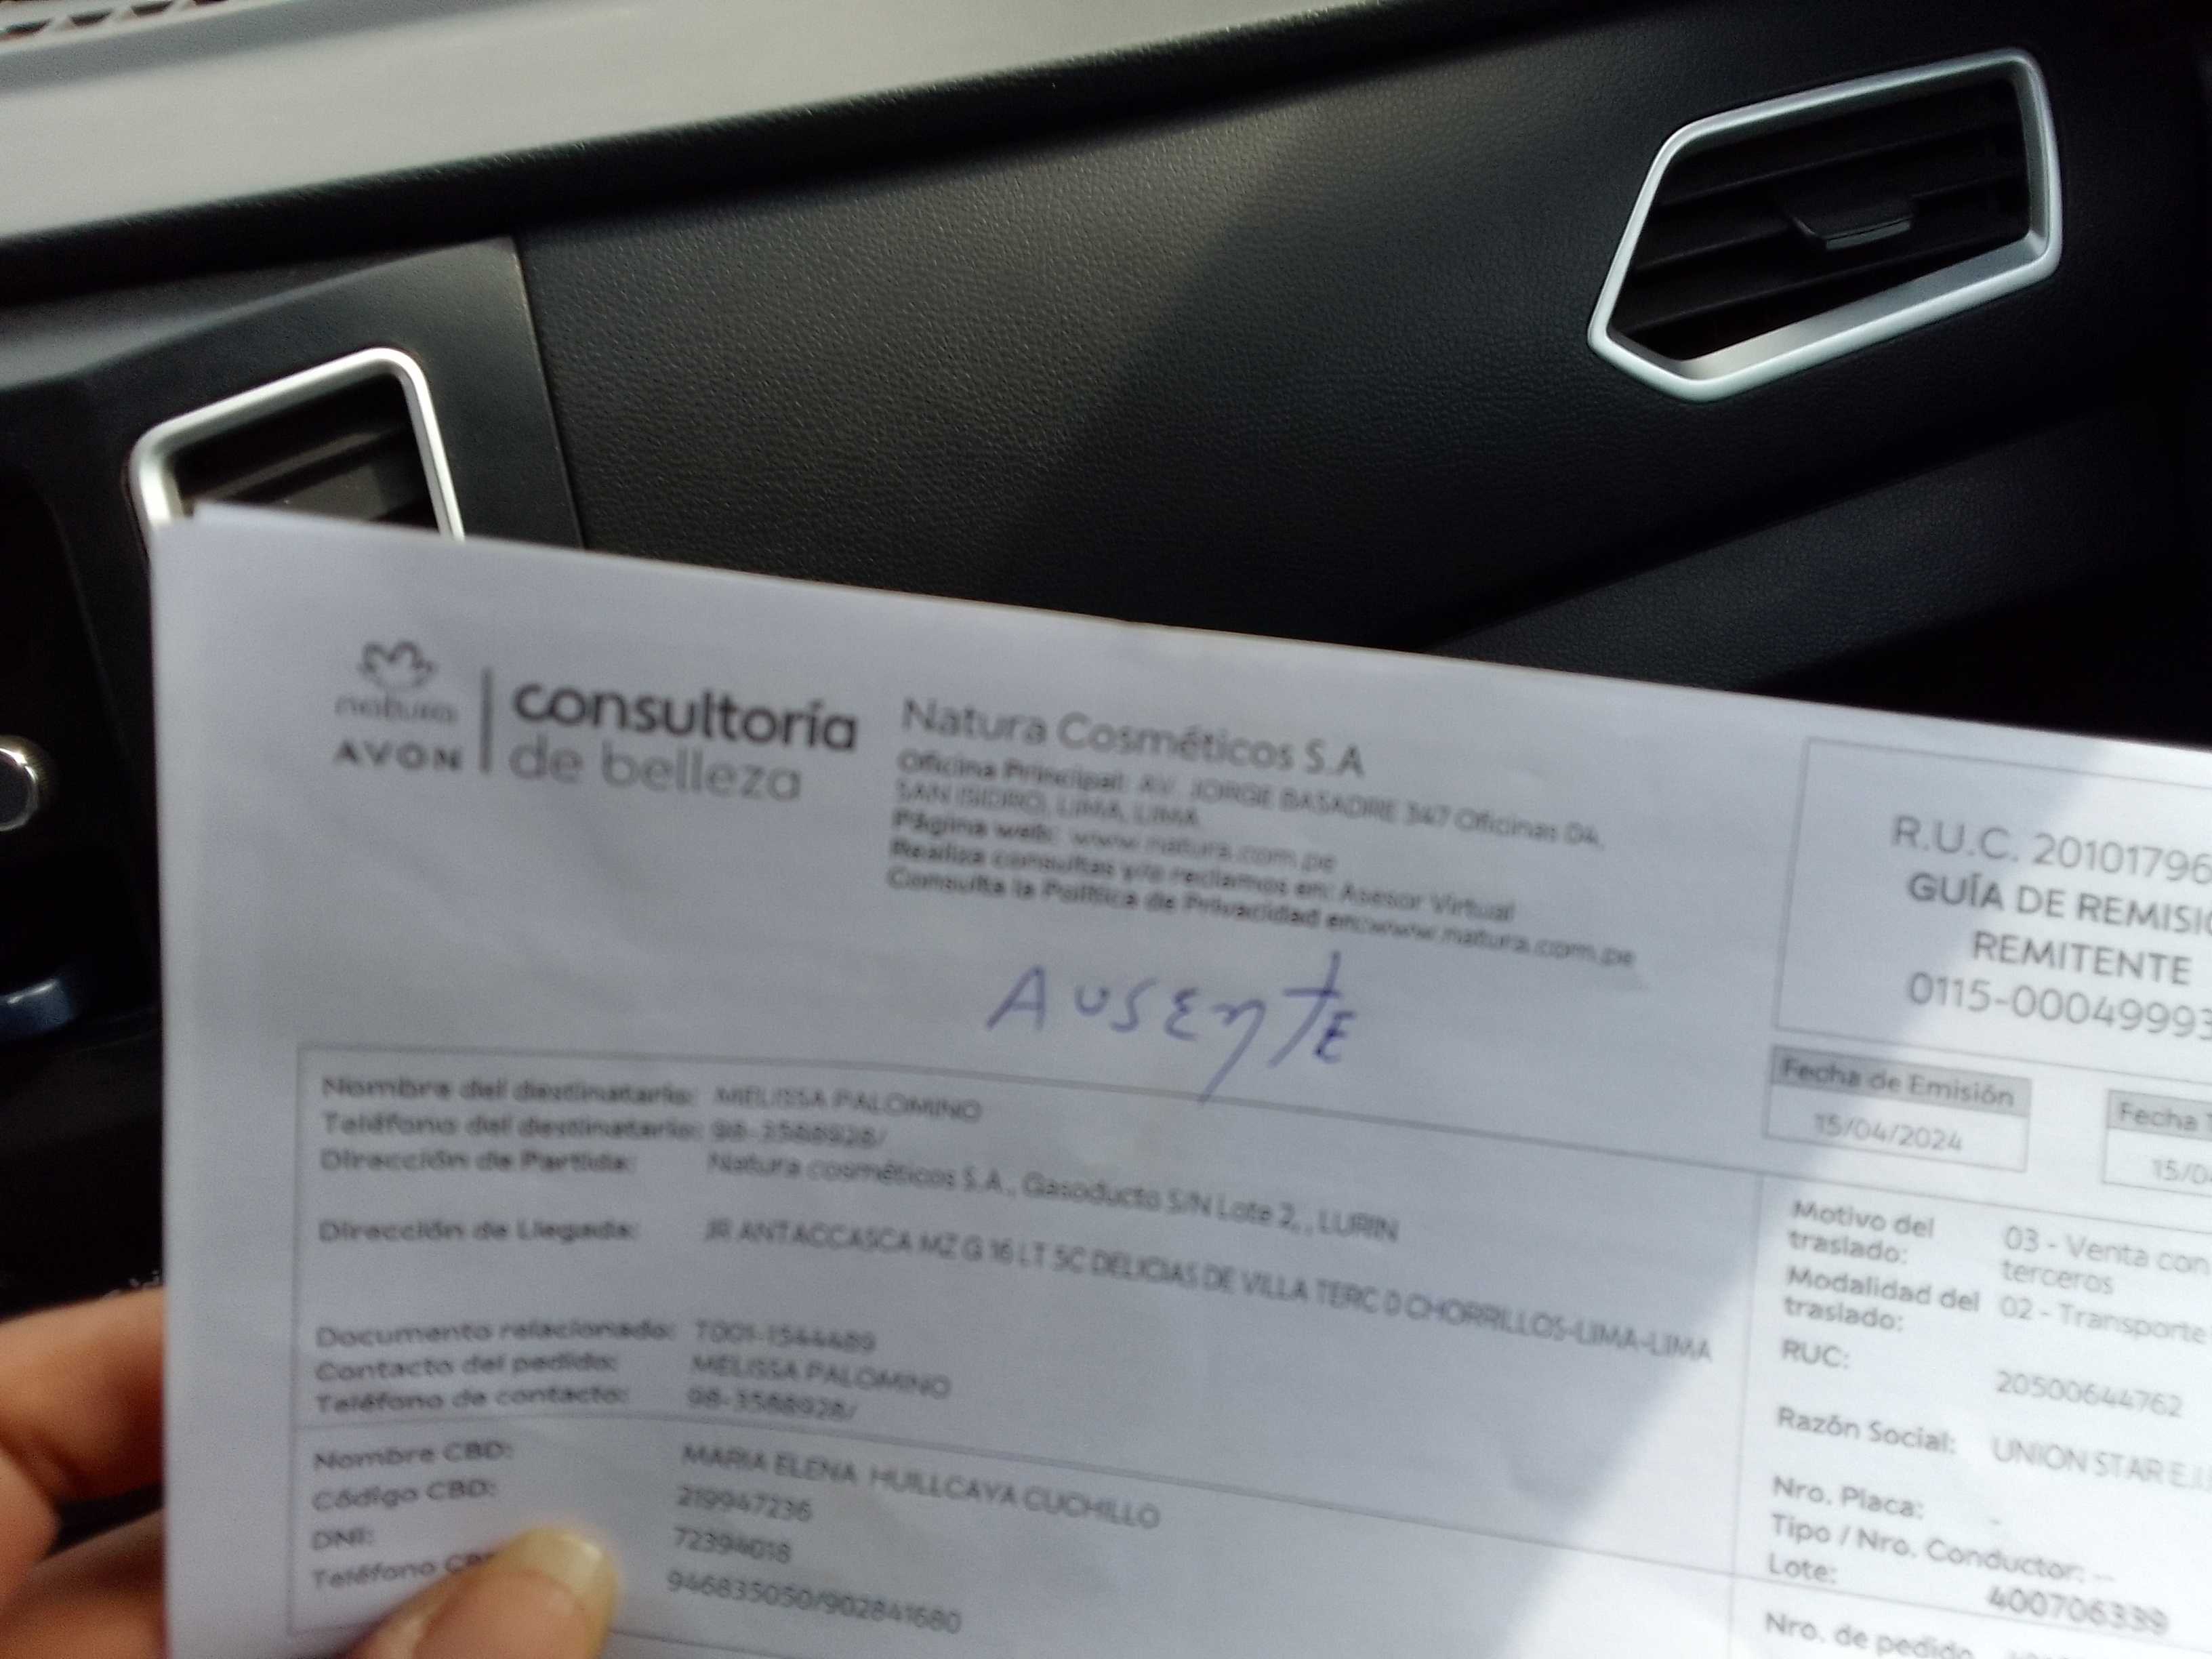 natura
AVON
consultoría
de belleza
Natura Cosméticos S.A
Oficina Principal: AV. JORGE BASADRE 347 Oficinas 04,
SAN ISIDRO, LIMA, LIMA
Página web: www.natura.com.pe
Realiza consultas y/o reclamos en: Asesor Virtual
Consulta la Política de Privacidad en:www.natura.com.pe
R.U.C. 20101796
GUÍA DE REMISIÓ
REMITENTE
0115-00049993
AusentE
Fecha de Emisión
15/04/2024
Fecha
15/0
Nombre del destinatario: MELISSA PALOMINO
Teléfono del destinatario: 98-3588928/
Dirección de Partida: Natura cosméticos S.A., Gasoducto S/N Lote 2, , LURIN
Dirección de Llegada: JR ANTACCASCA MZ G 16 LT 5C DELICIAS DE VILLA TERC D CHORRILLOS-LIMA-LIMA
Documento relacionado: T001-1544489
Contacto del pedido: MELISSA PALOMINO
Teléfono de contacto: 98-3588928/
Nombre CBD: MARIA ELENA HUILLCAYA CUCHILLO
Código CBD: 219947236
DNI: 72394018
Teléfono 946835050/902841680
Motivo del traslado: 03 - Venta con terceros
Modalidad del traslado: 02 - Transporte
RUC: 20500644762
Razón Social: UNION STAR E.I
Nro. Placa: -
Tipo / Nro. Conductor: --
Lote: 400706339
Nro. de pedido